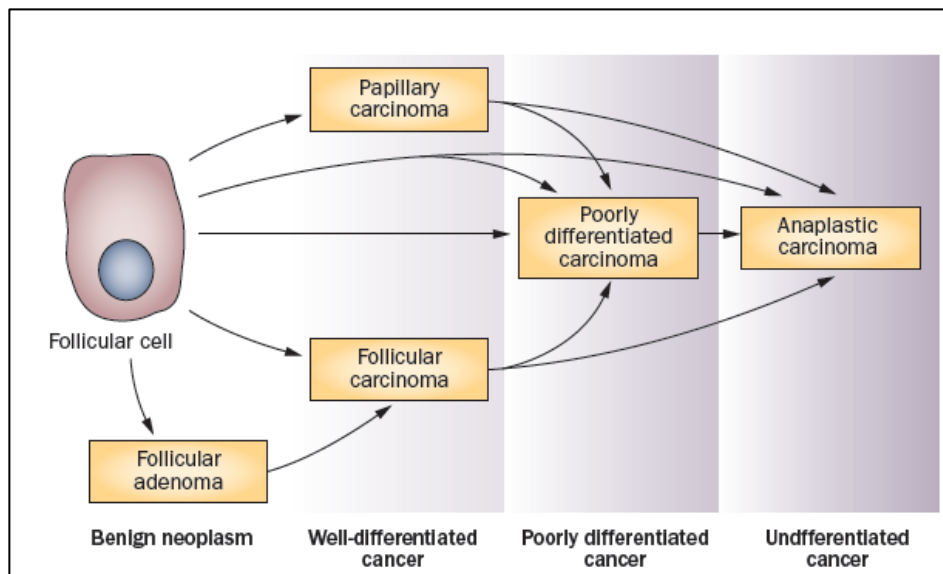 Papillary
carcinoma
Poorly
differentiated
carcinoma
Anaplastic
carcinoma
Follicular cell
Follicular
carcinoma
Follicular
adenoma
Benign neoplasm
Well-differentiated
cancer
Poorly differentiated
cancer
Undfferentiated
cancer